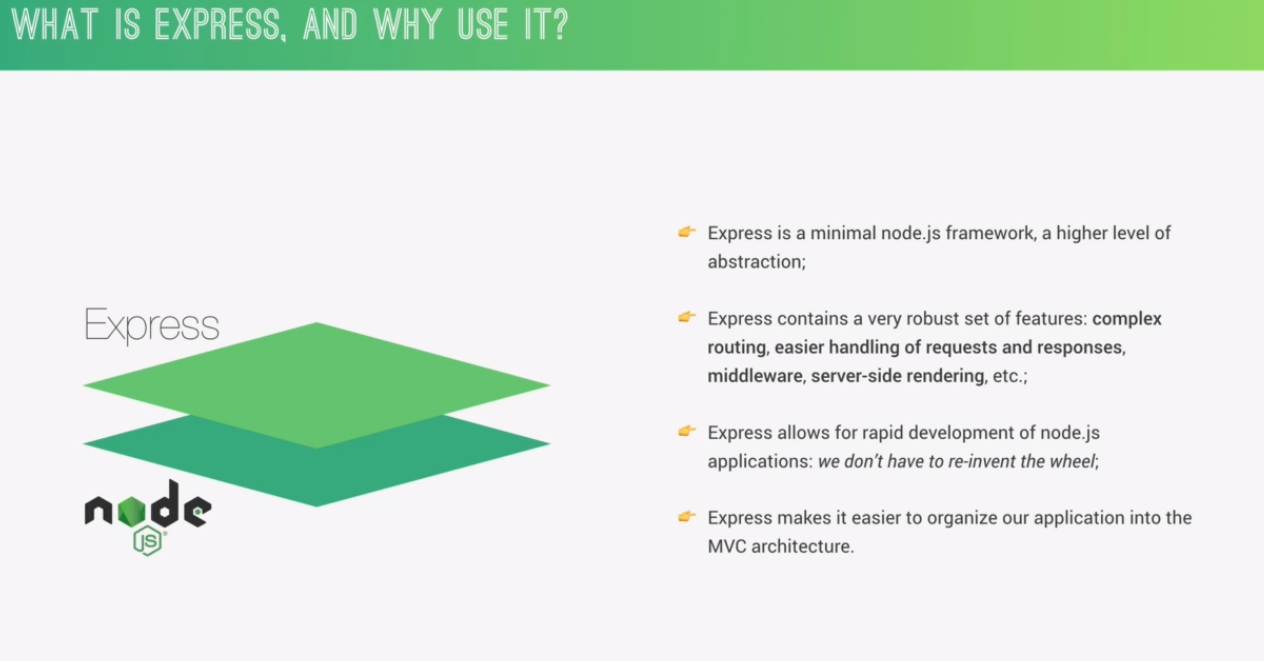 WHAT IS EXPRESS, AND WHY USE IT?
Express
node
JS
Express is a minimal node.js framework, a higher level of
abstraction;
Express contains a very robust set of features: complex
routing, easier handling of requests and responses,
middleware, server-side rendering, etc.;
Express allows for rapid development of node.js
applications: we don’t have to re-invent the wheel;
Express makes it easier to organize our application into the
MVC architecture.